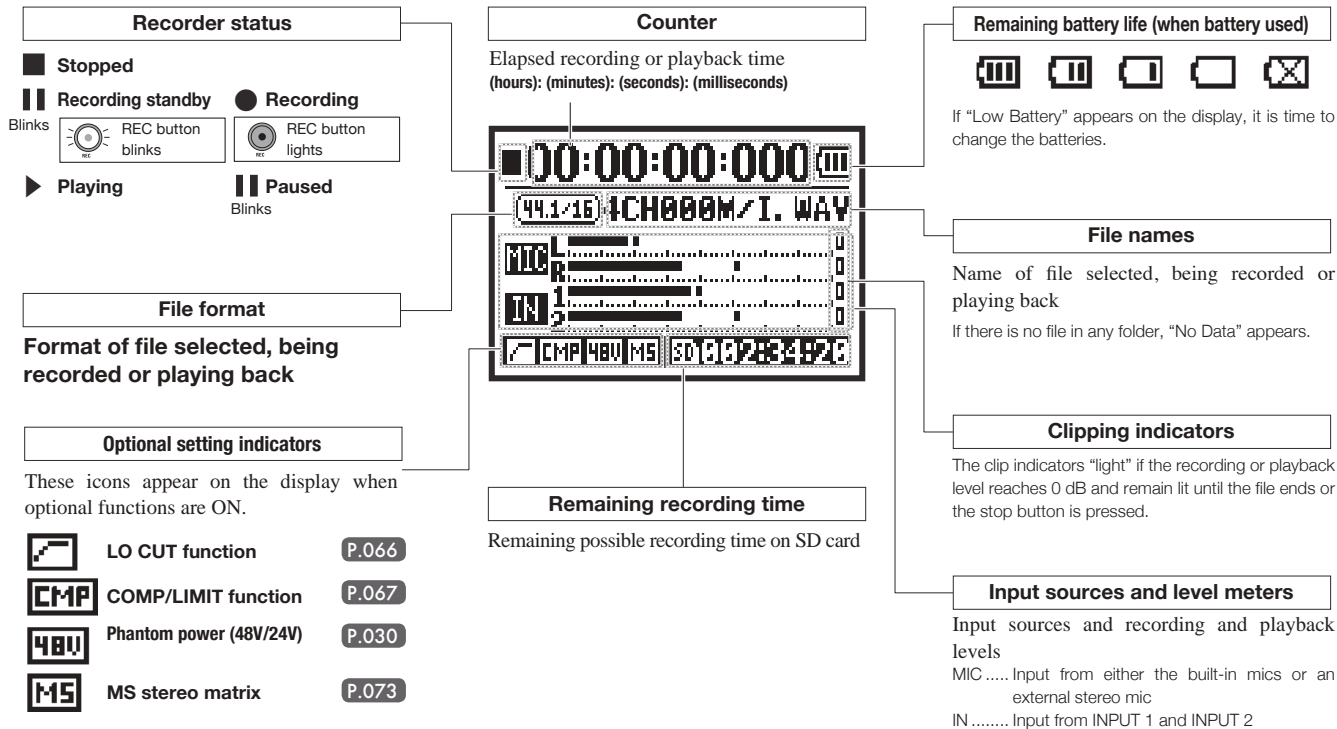 Recorder status
Stopped
Recording standby
Recording
Blinks
REC button
blinks
REC
REC button
lights
REC
Playing
Paused
Blinks
File format
Format of file selected, being
recorded or playing back
Optional setting indicators
These icons appear on the display when
optional functions are ON.
LO CUT function P.066
CMP COMP/LIMIT function P.067
48V Phantom power (48V/24V) P.030
MS MS stereo matrix P.073
Counter
Elapsed recording or playback time
(hours): (minutes): (seconds): (milliseconds)
00:00:00:000
44.1/16 4CH000M/I. WAV
MIC L 0
R 0
IN 1 0
2 0
CMP 48V MS SD
Remaining recording time
Remaining possible recording time on SD card
Remaining battery life (when battery used)
If “Low Battery” appears on the display, it is time to
change the batteries.
File names
Name of file selected, being recorded or
playing back
If there is no file in any folder, “No Data” appears.
Clipping indicators
The clip indicators “light” if the recording or playback
level reaches 0 dB and remain lit until the file ends or
the stop button is pressed.
Input sources and level meters
Input sources and recording and playback
levels
MIC ..... Input from either the built-in mics or an
external stereo mic
IN ........ Input from INPUT 1 and INPUT 2